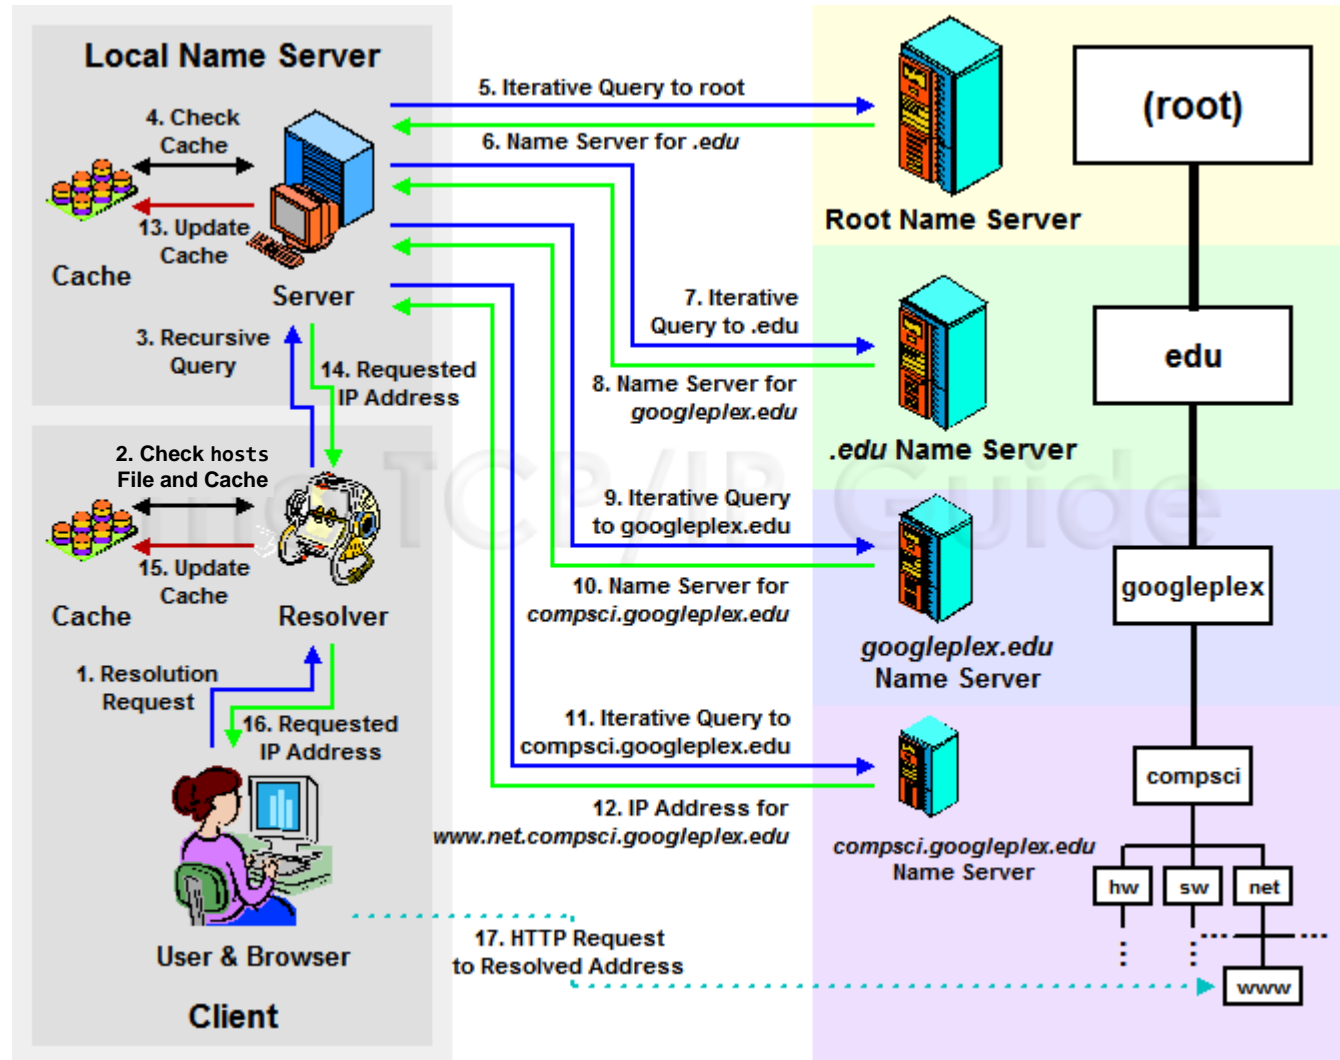 Local Name Server
4. Check
Cache
13. Update
Cache
Cache
Server
3. Recursive
Query
14. Requested
IP Address
2. Check hosts
File and Cache
15. Update
Cache
Cache
Resolver
1. Resolution
Request
16. Requested
IP Address
User & Browser
Client
5. Iterative Query to root
6. Name Server for .edu
7. Iterative
Query to .edu
8. Name Server for
googleplex.edu
9. Iterative Query
to googleplex.edu
10. Name Server for
compsci.googleplex.edu
11. Iterative Query to
compsci.googleplex.edu
12. IP Address for
www.net.compsci.googleplex.edu
17. HTTP Request
to Resolved Address
Root Name Server
.edu Name Server
googleplex.edu
Name Server
compsci.googleplex.edu
Name Server
(root)
edu
googleplex
compsci
hw
sw
net
www
The TCP/IP Guide